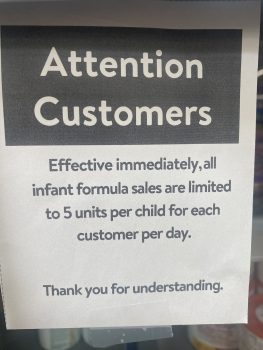 Attention
Customers
Effective immediately, all
infant formula sales are limited
to 5 units per child for each
customer per day.
Thank you for understanding.